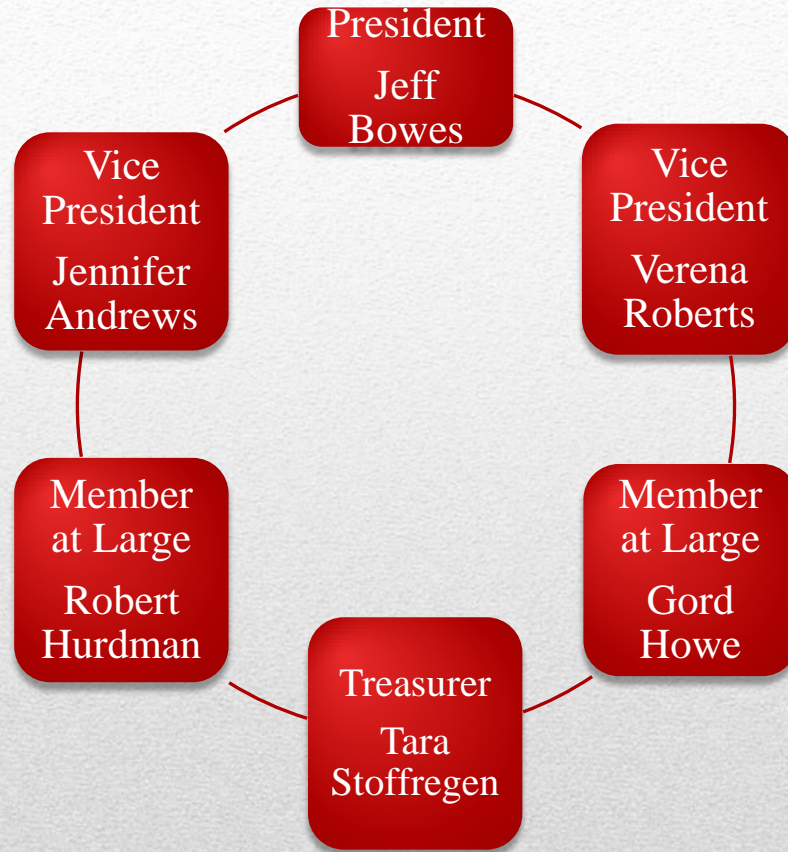 President
Jeff
Bowes
Vice
President
Verena
Roberts
Member
at Large
Gord
Howe
Treasurer
Tara
Stoffregen
Member
at Large
Robert
Hurdman
Vice
President
Jennifer
Andrews